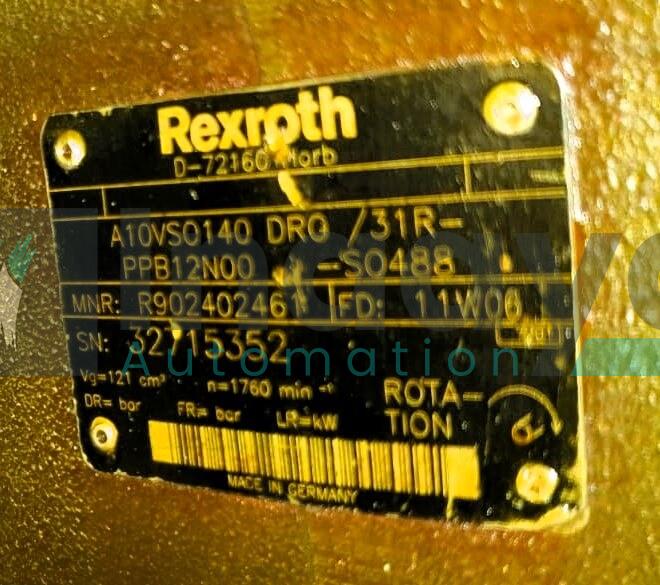 Rexroth
D-72160 Horb
A10VSO140 DRG /31R-
PPB12N00 -SO488
MNR: R902402461 FD: 11W06
SN: 32715352
Automation
Vg=121 cm³ n=1760 min⁻¹
DR= bar FR= bar LR=kW
ROTA-
TION
MADE IN GERMANY